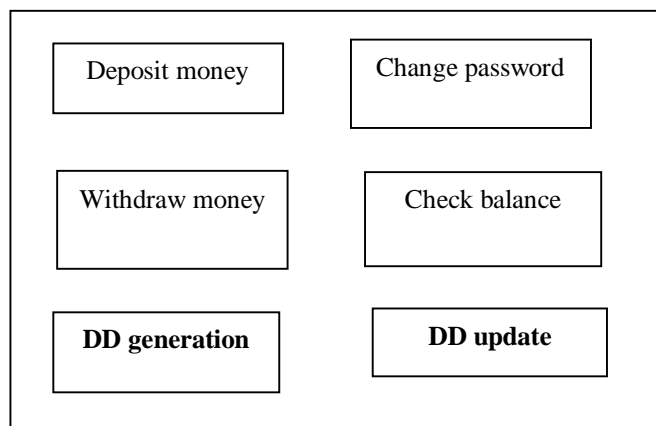 Deposit money
Change password
Withdraw money
Check balance
DD generation
DD update